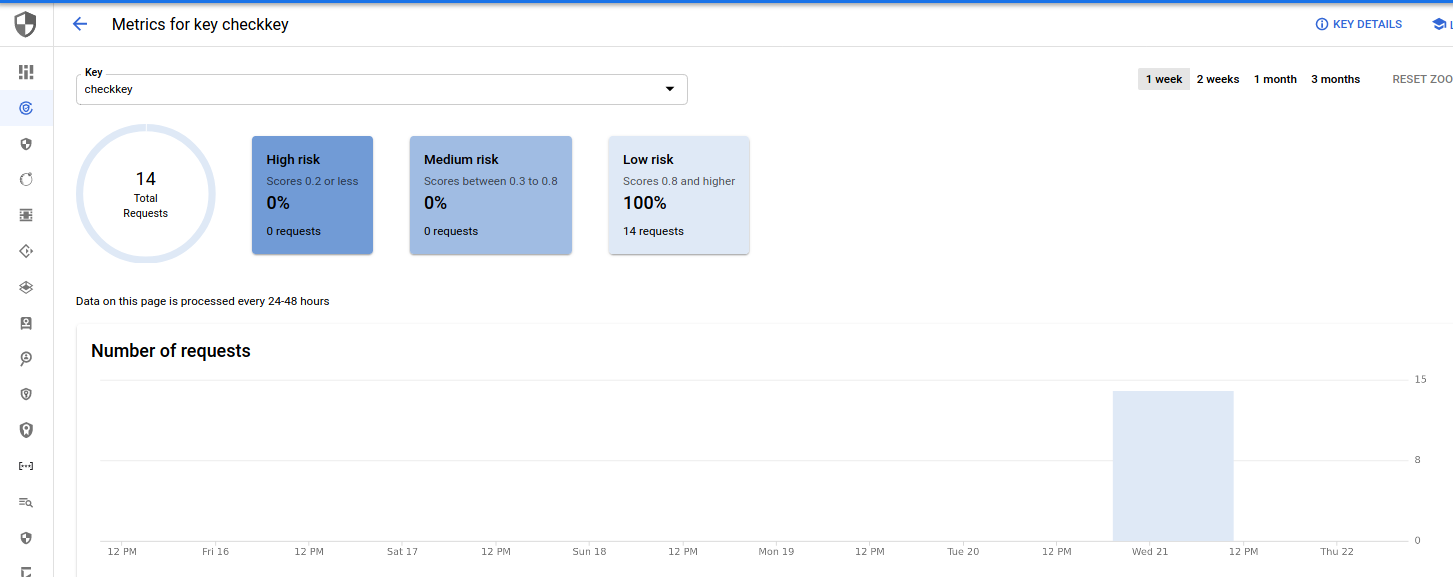 Metrics for key checkkey
KEY DETAILS
Key
checkkey
1 week 2 weeks 1 month 3 months RESET ZOO
14
Total
Requests
High risk
Scores 0.2 or less
0%
0 requests
Medium risk
Scores between 0.3 to 0.8
0%
0 requests
Low risk
Scores 0.8 and higher
100%
14 requests
Data on this page is processed every 24-48 hours
Number of requests
15
8
0
12 PM Fri 16 12 PM Sat 17 12 PM Sun 18 12 PM Mon 19 12 PM Tue 20 12 PM Wed 21 12 PM Thu 22